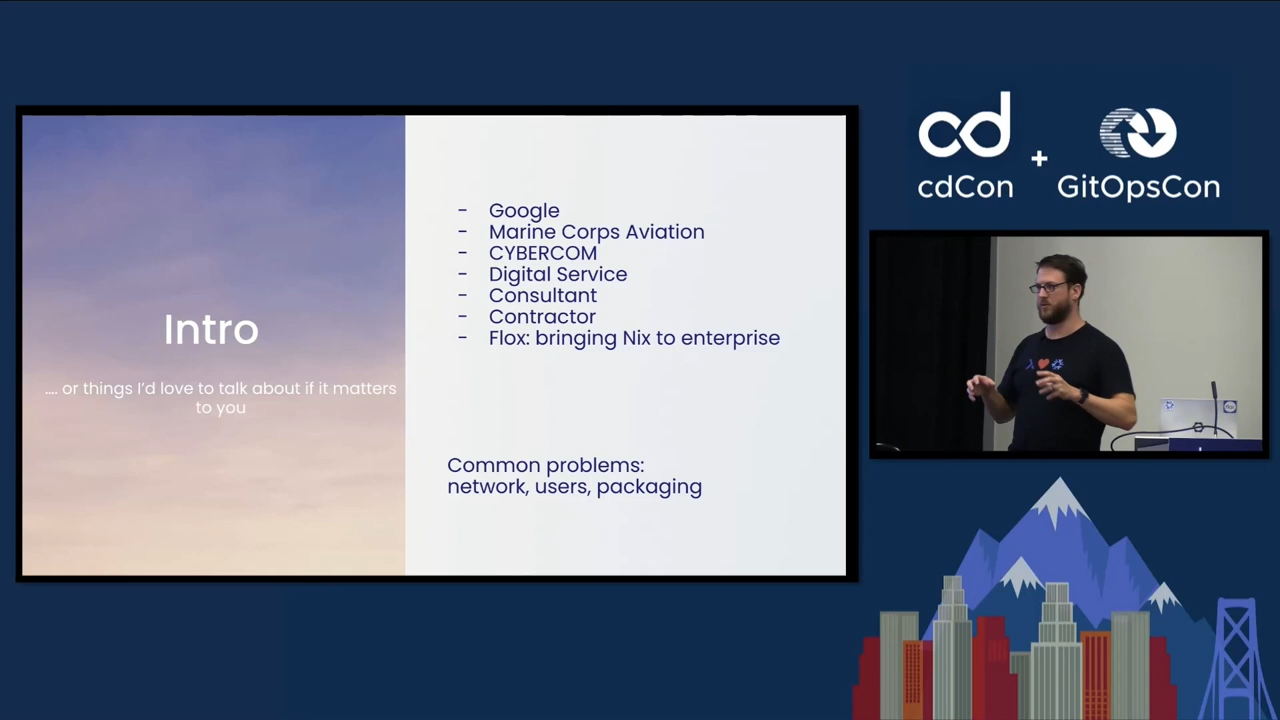 Intro
.... or things I'd love to talk about if it matters
to you
- Google
- Marine Corps Aviation
- CYBERCOM
- Digital Service
- Consultant
- Contractor
- Flox: bringing Nix to enterprise
Common problems:
network, users, packaging
cd
+
cdCon
GitOpsCon